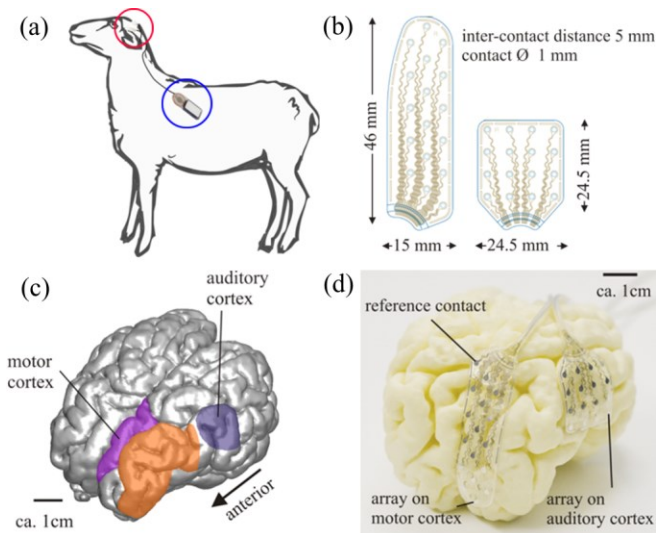 (a)
(b)
inter-contact distance 5 mm
contact Ø 1 mm
46 mm
24.5 mm
15 mm
24.5 mm
(c)
auditory
cortex
motor
cortex
ca. 1cm
anterior
(d)
ca. 1cm
reference contact
array on
motor cortex
array on
auditory cortex